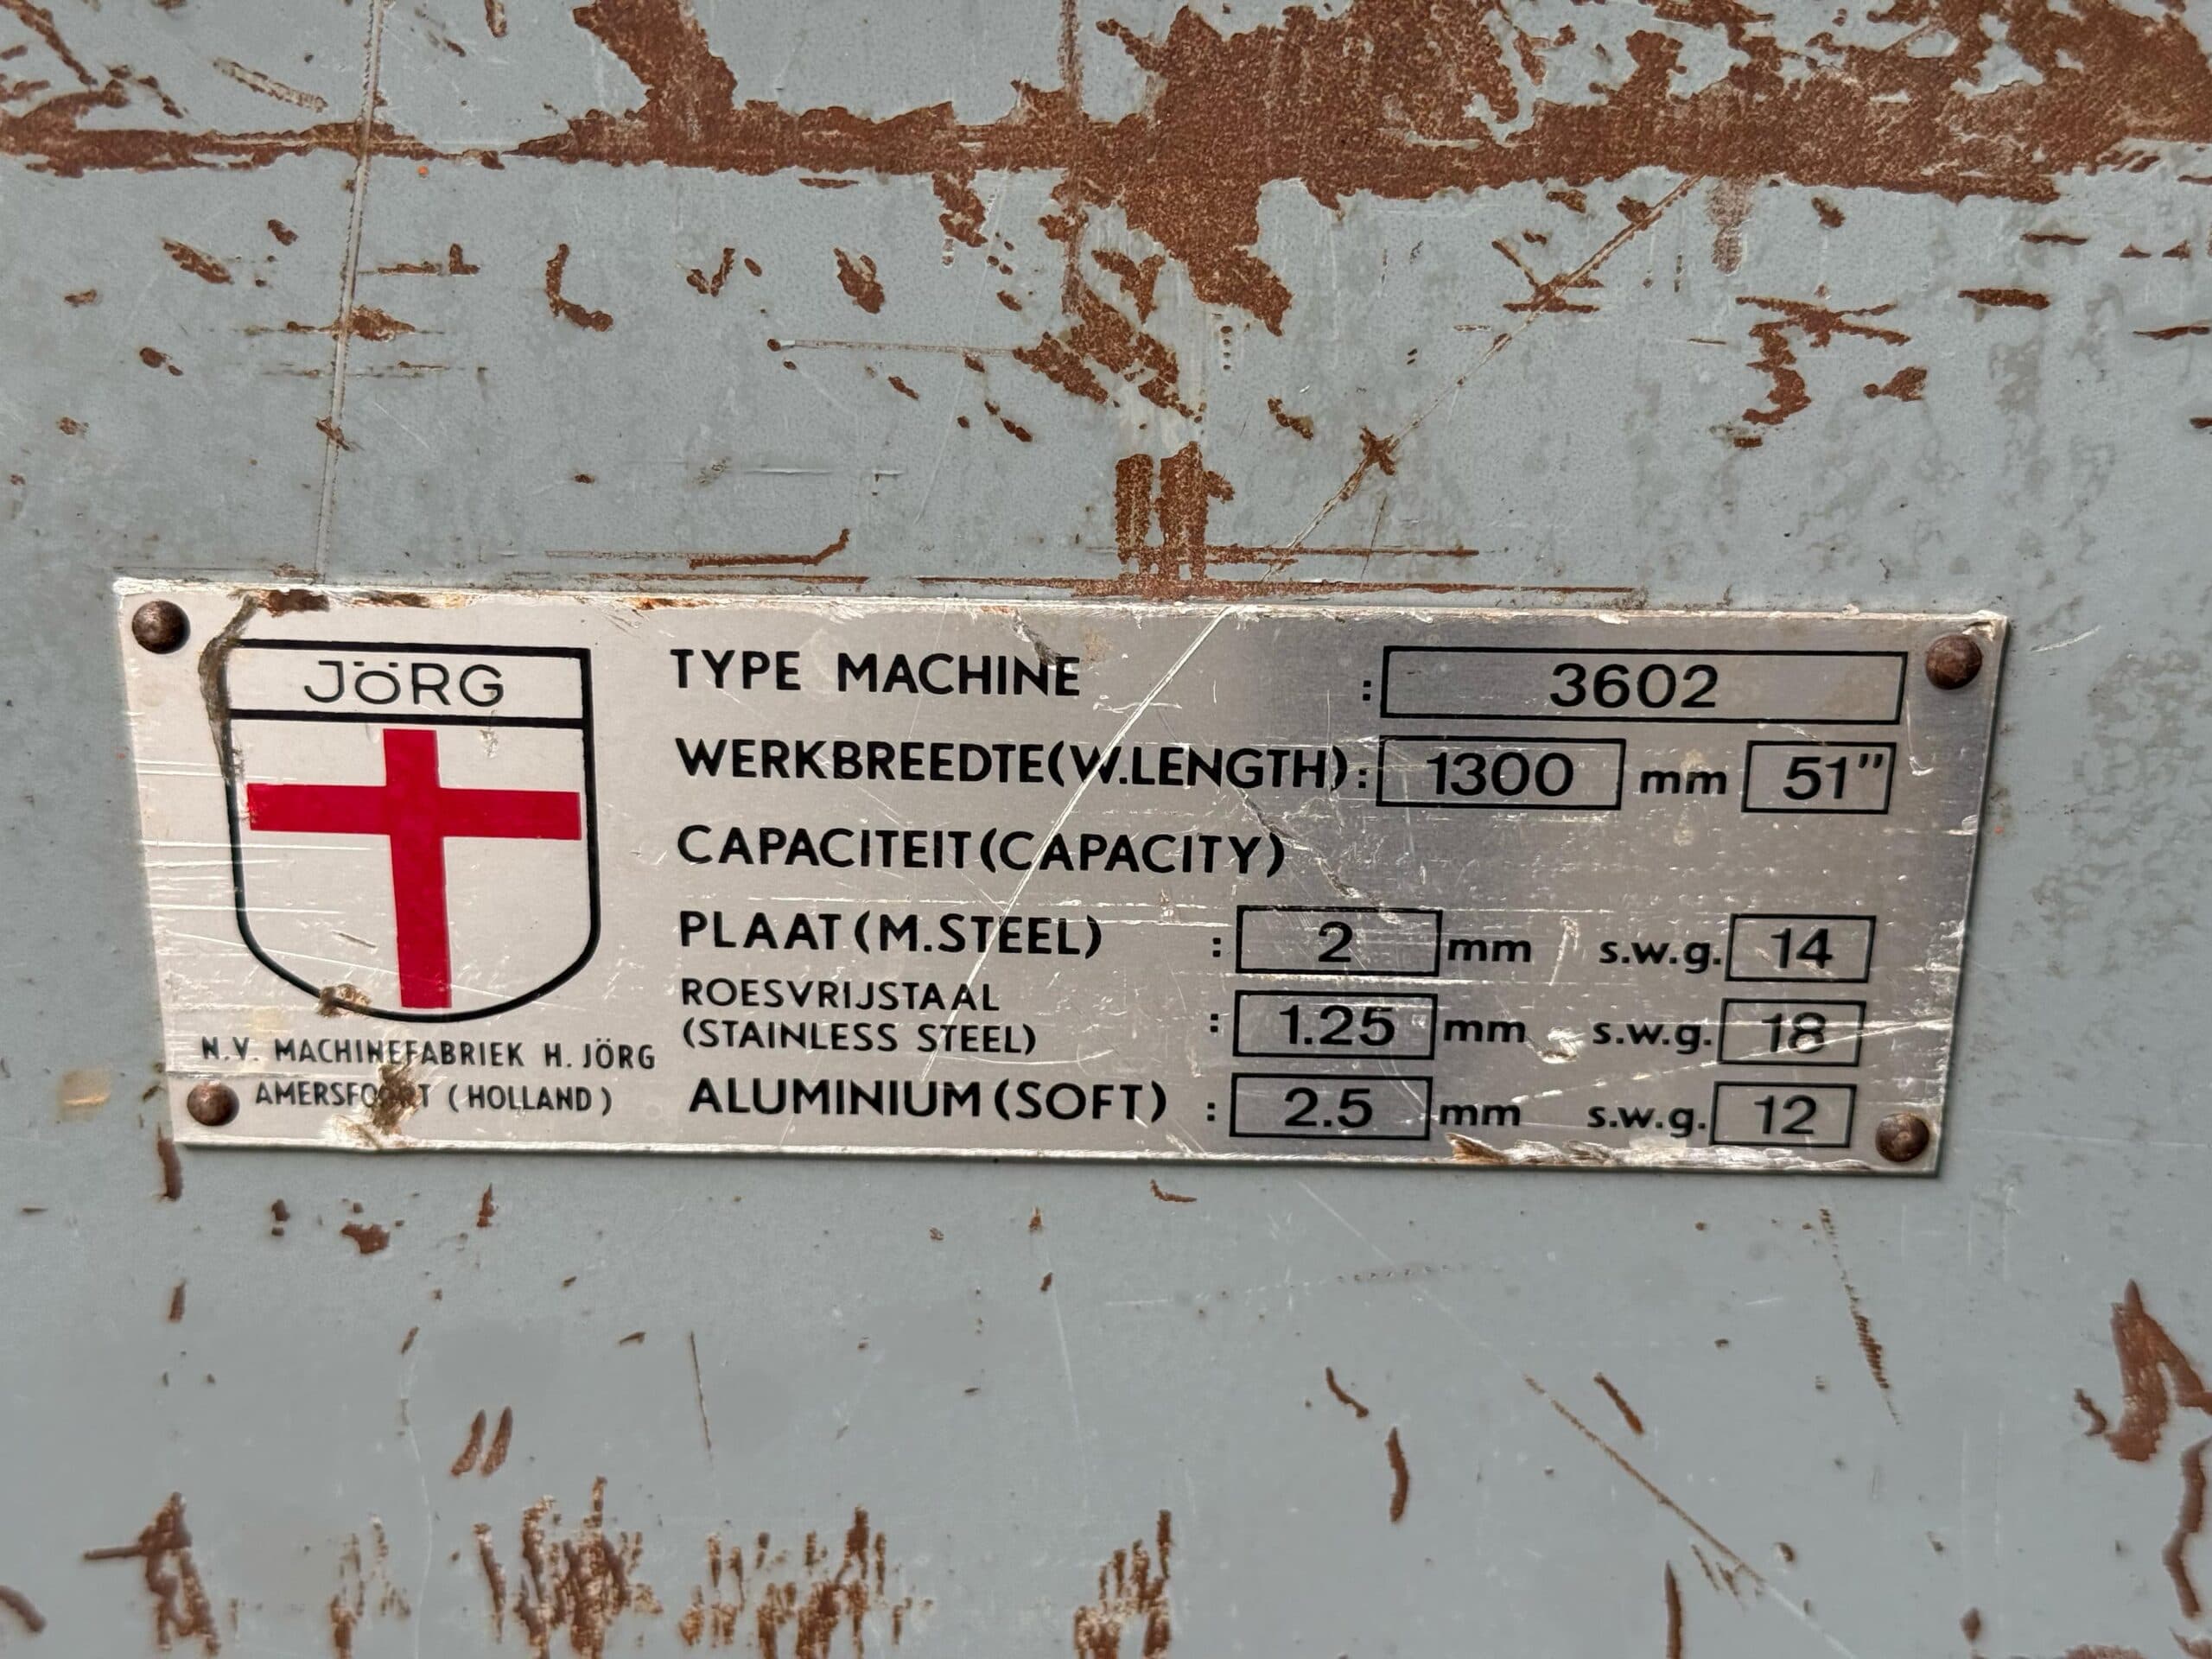 JÖRG
N.V. MACHINEFABRIEK H. JÖRG
AMERSFOORT (HOLLAND)
TYPE MACHINE : 3602
WERKBREEDTE(W.LENGTH): 1300 mm 51"
CAPACITEIT(CAPACITY)
PLAAT(M.STEEL) : 2 mm s.w.g. 14
ROESVRIJSTAAL
(STAINLESS STEEL) : 1.25 mm s.w.g. 18
ALUMINIUM(SOFT) : 2.5 mm s.w.g. 12